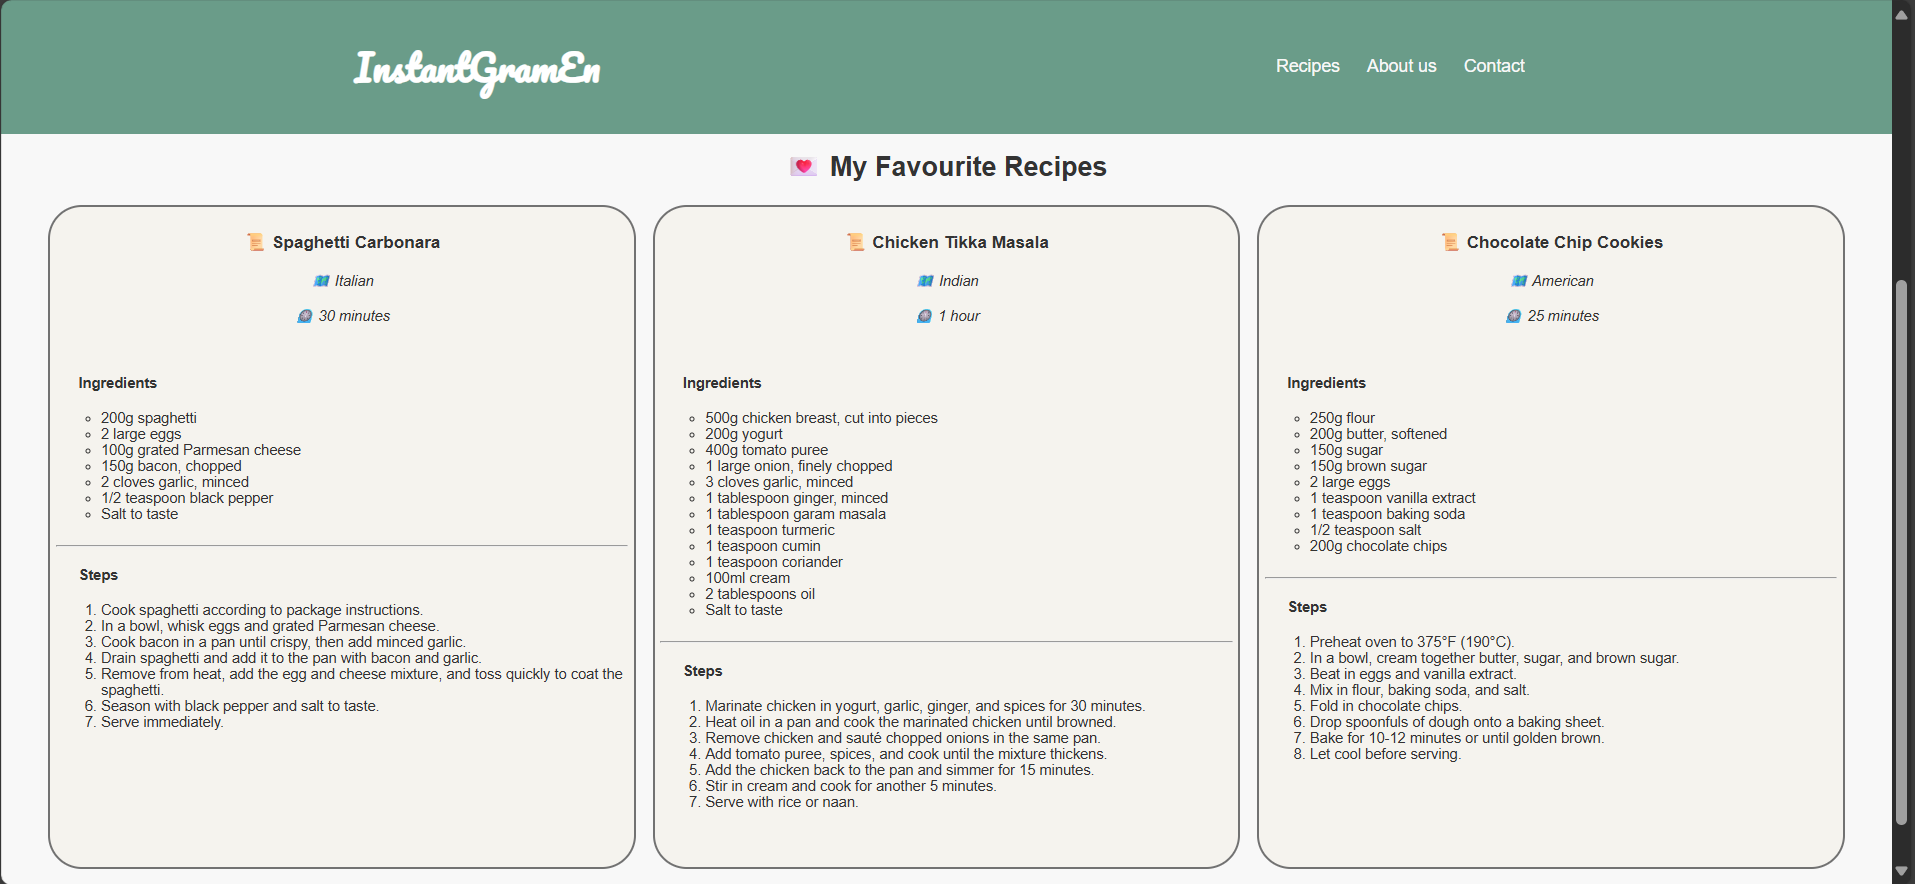 InstantGramEn
Recipes About us Contact
💌 My Favourite Recipes
📜 Spaghetti Carbonara
🗺️ Italian
30 minutes
Ingredients
200g spaghetti
2 large eggs
100g grated Parmesan cheese
150g bacon, chopped
2 cloves garlic, minced
1/2 teaspoon black pepper
Salt to taste
Steps
1. Cook spaghetti according to package instructions.
2. In a bowl, whisk eggs and grated Parmesan cheese.
3. Cook bacon in a pan until crispy, then add minced garlic.
4. Drain spaghetti and add it to the pan with bacon and garlic.
5. Remove from heat, add the egg and cheese mixture, and toss quickly to coat the
spaghetti.
6. Season with black pepper and salt to taste.
7. Serve immediately.
📜 Chicken Tikka Masala
🗺️ Indian
1 hour
Ingredients
500g chicken breast, cut into pieces
200g yogurt
400g tomato puree
1 large onion, finely chopped
3 cloves garlic, minced
1 tablespoon ginger, minced
1 tablespoon garam masala
1 teaspoon turmeric
1 teaspoon cumin
1 teaspoon coriander
100ml cream
2 tablespoons oil
Salt to taste
Steps
1. Marinate chicken in yogurt, garlic, ginger, and spices for 30 minutes.
2. Heat oil in a pan and cook the marinated chicken until browned.
3. Remove chicken and sauté chopped onions in the same pan.
4. Add tomato puree, spices, and cook until the mixture thickens.
5. Add the chicken back to the pan and simmer for 15 minutes.
6. Stir in cream and cook for another 5 minutes.
7. Serve with rice or naan.
📜 Chocolate Chip Cookies
🗺️ American
25 minutes
Ingredients
250g flour
200g butter, softened
150g sugar
150g brown sugar
2 large eggs
1 teaspoon vanilla extract
1 teaspoon baking soda
1/2 teaspoon salt
200g chocolate chips
Steps
1. Preheat oven to 375°F (190°C).
2. In a bowl, cream together butter, sugar, and brown sugar.
3. Beat in eggs and vanilla extract.
4. Mix in flour, baking soda, and salt.
5. Fold in chocolate chips.
6. Drop spoonfuls of dough onto a baking sheet.
7. Bake for 10-12 minutes or until golden brown.
8. Let cool before serving.